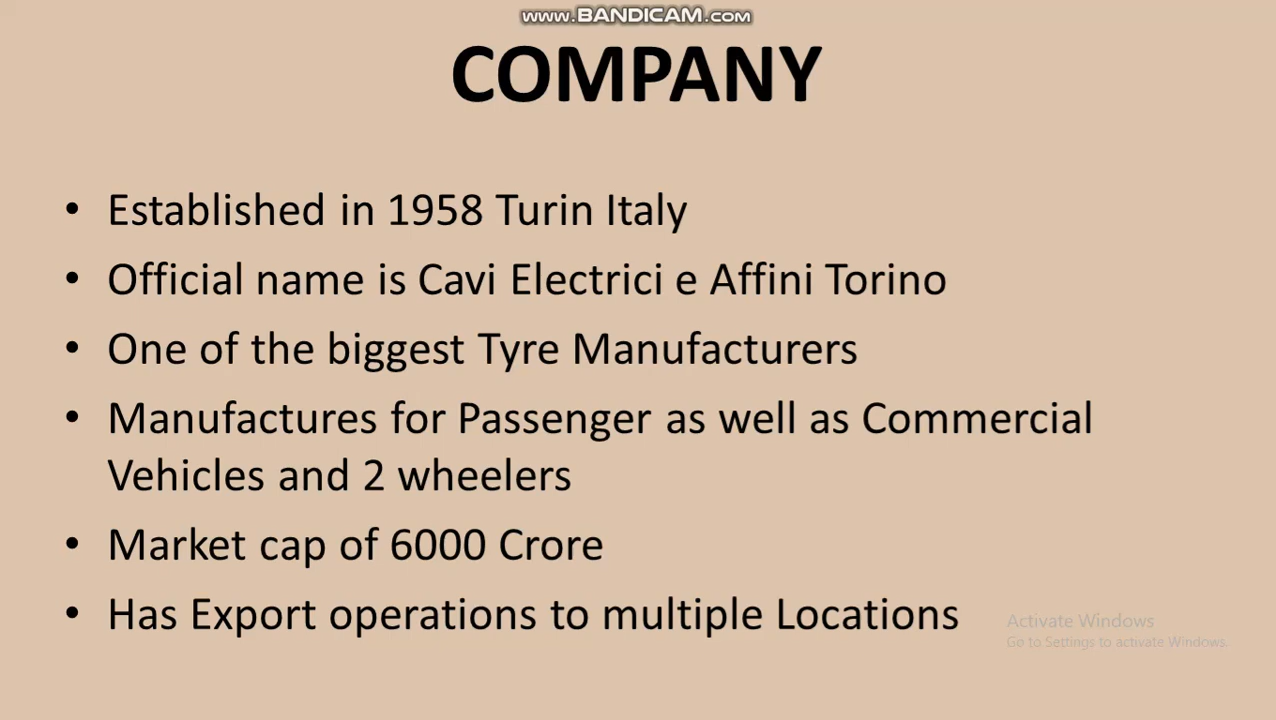 www.BANDICAM.com
COMPANY
• Established in 1958 Turin Italy
• Official name is Cavi Electrici e Affini Torino
• One of the biggest Tyre Manufacturers
• Manufactures for Passenger as well as Commercial
Vehicles and 2 wheelers
• Market cap of 6000 Crore
• Has Export operations to multiple Locations
Activate Windows
Go to Settings to activate Windows.